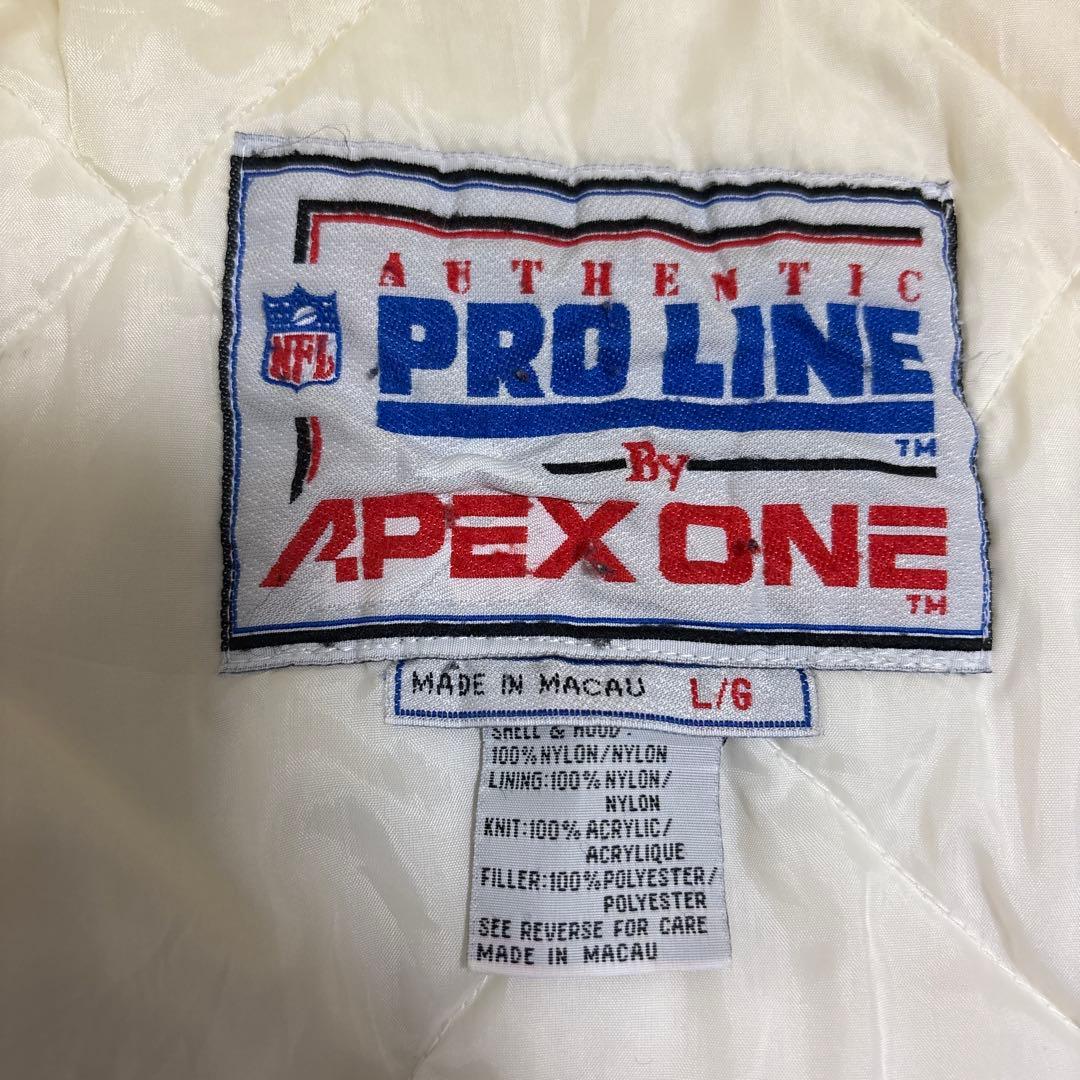 AUTHENTIC
NFL
PRO LINE
TM
By
APEX ONE
TM
MADE IN MACAU L/G
SHELL & HOOD:
100% NYLON/NYLON
LINING:100% NYLON/
NYLON
KNIT:100% ACRYLIC/
ACRYLIQUE
FILLER:100% POLYESTER/
POLYESTER
SEE REVERSE FOR CARE
MADE IN MACAU